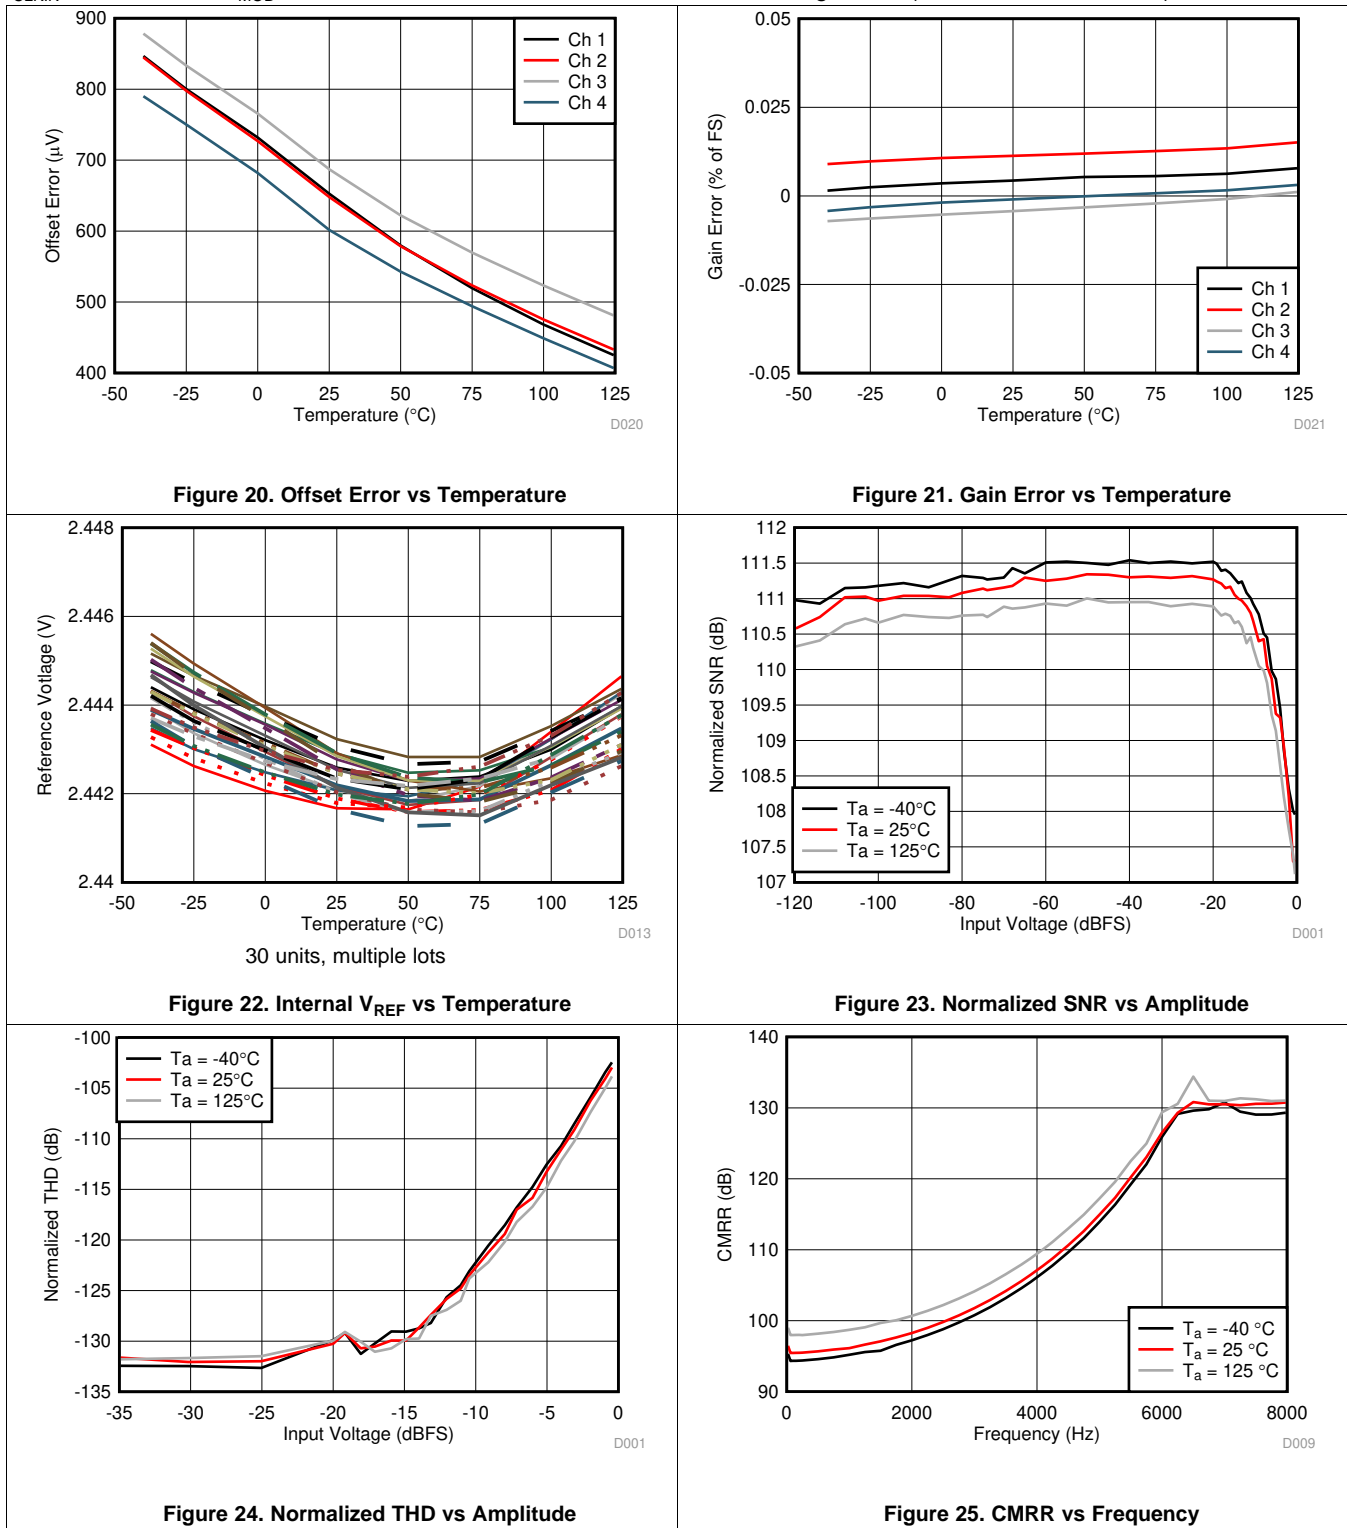 900
800
700
600
500
400
Offset Error (µV)
Ch 1
Ch 2
Ch 3
Ch 4
-50 -25 0 25 50 75 100 125
Temperature (°C)
D020
Figure 20. Offset Error vs Temperature
0.05
0.025
0
-0.025
-0.05
Gain Error (% of FS)
Ch 1
Ch 2
Ch 3
Ch 4
-50 -25 0 25 50 75 100 125
Temperature (°C)
D021
Figure 21. Gain Error vs Temperature
2.448
2.446
2.444
2.442
2.44
Reference Votlage (V)
-50 -25 0 25 50 75 100 125
Temperature (°C)
D013
30 units, multiple lots
Figure 22. Internal VREF vs Temperature
112
111.5
111
110.5
110
109.5
109
108.5
108
107.5
107
Normalized SNR (dB)
Ta = -40°C
Ta = 25°C
Ta = 125°C
-120 -100 -80 -60 -40 -20 0
Input Voltage (dBFS)
D001
Figure 23. Normalized SNR vs Amplitude
-100
-105
-110
-115
-120
-125
-130
-135
Normalized THD (dB)
Ta = -40°C
Ta = 25°C
Ta = 125°C
-35 -30 -25 -20 -15 -10 -5 0
Input Voltage (dBFS)
D001
Figure 24. Normalized THD vs Amplitude
140
130
120
110
100
90
CMRR (dB)
Ta = -40 °C
Ta = 25 °C
Ta = 125 °C
0 2000 4000 6000 8000
Frequency (Hz)
D009
Figure 25. CMRR vs Frequency